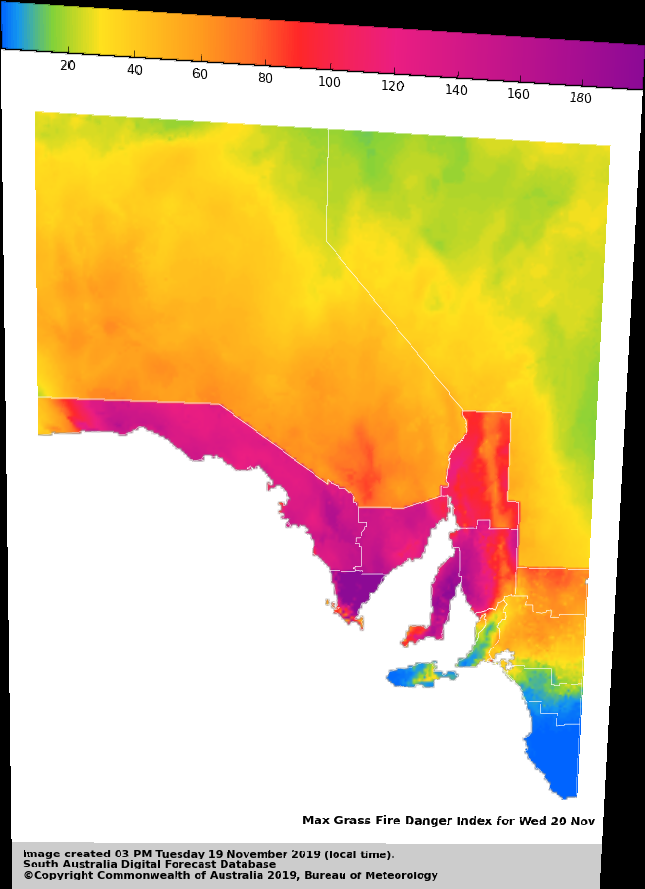 20 40 60 80 100 120 140 160 180
Max Grass Fire Danger Index for Wed 20 Nov
Image created 03 PM Tuesday 19 November 2019 (local time).
South Australia Digital Forecast Database
©Copyright Commonwealth of Australia 2019, Bureau of Meteorology